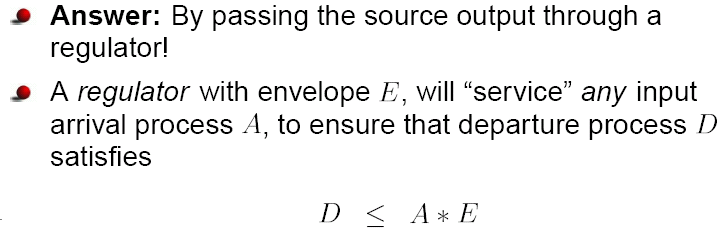 Answer: By passing the source output through a
regulator!
A regulator with envelope E, will “service” any input
arrival process A, to ensure that departure process D
satisfies
D ≤ A ∗ E